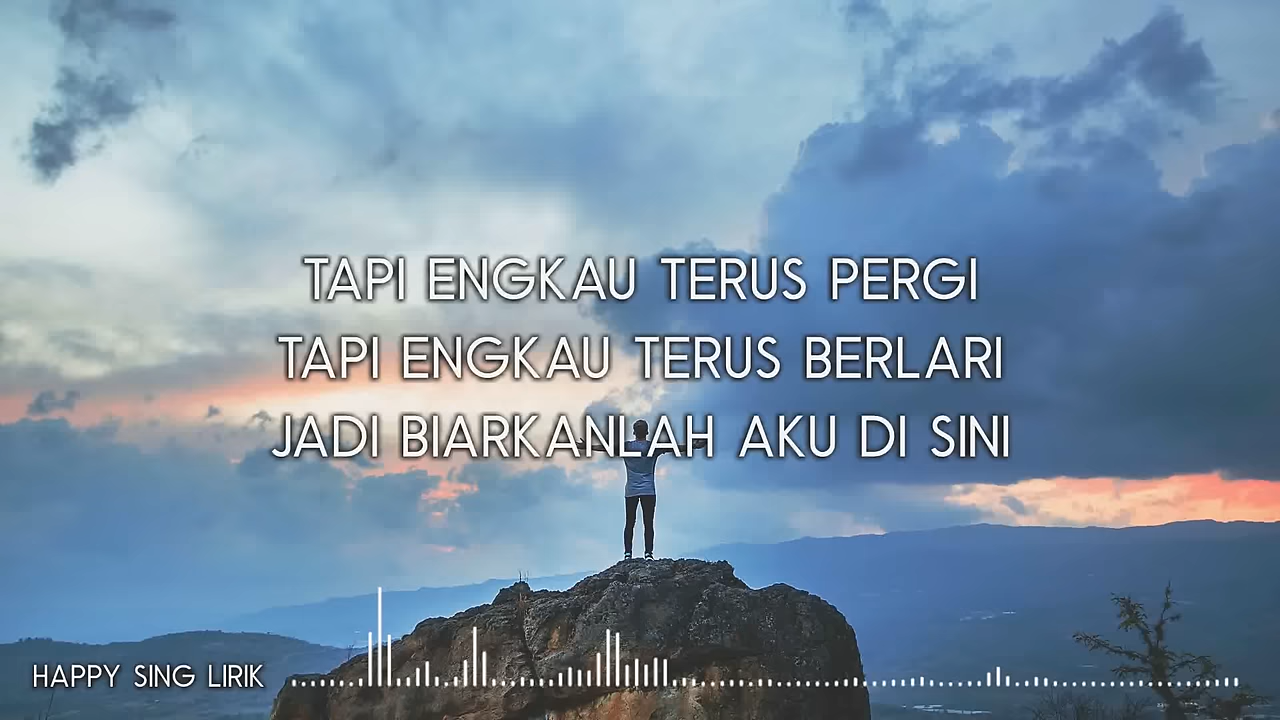 TAPI ENGKAU TERUS PERGI
TAPI ENGKAU TERUS BERLARI
JADI BIARKANLAH AKU DI SINI
HAPPY SING LIRIK